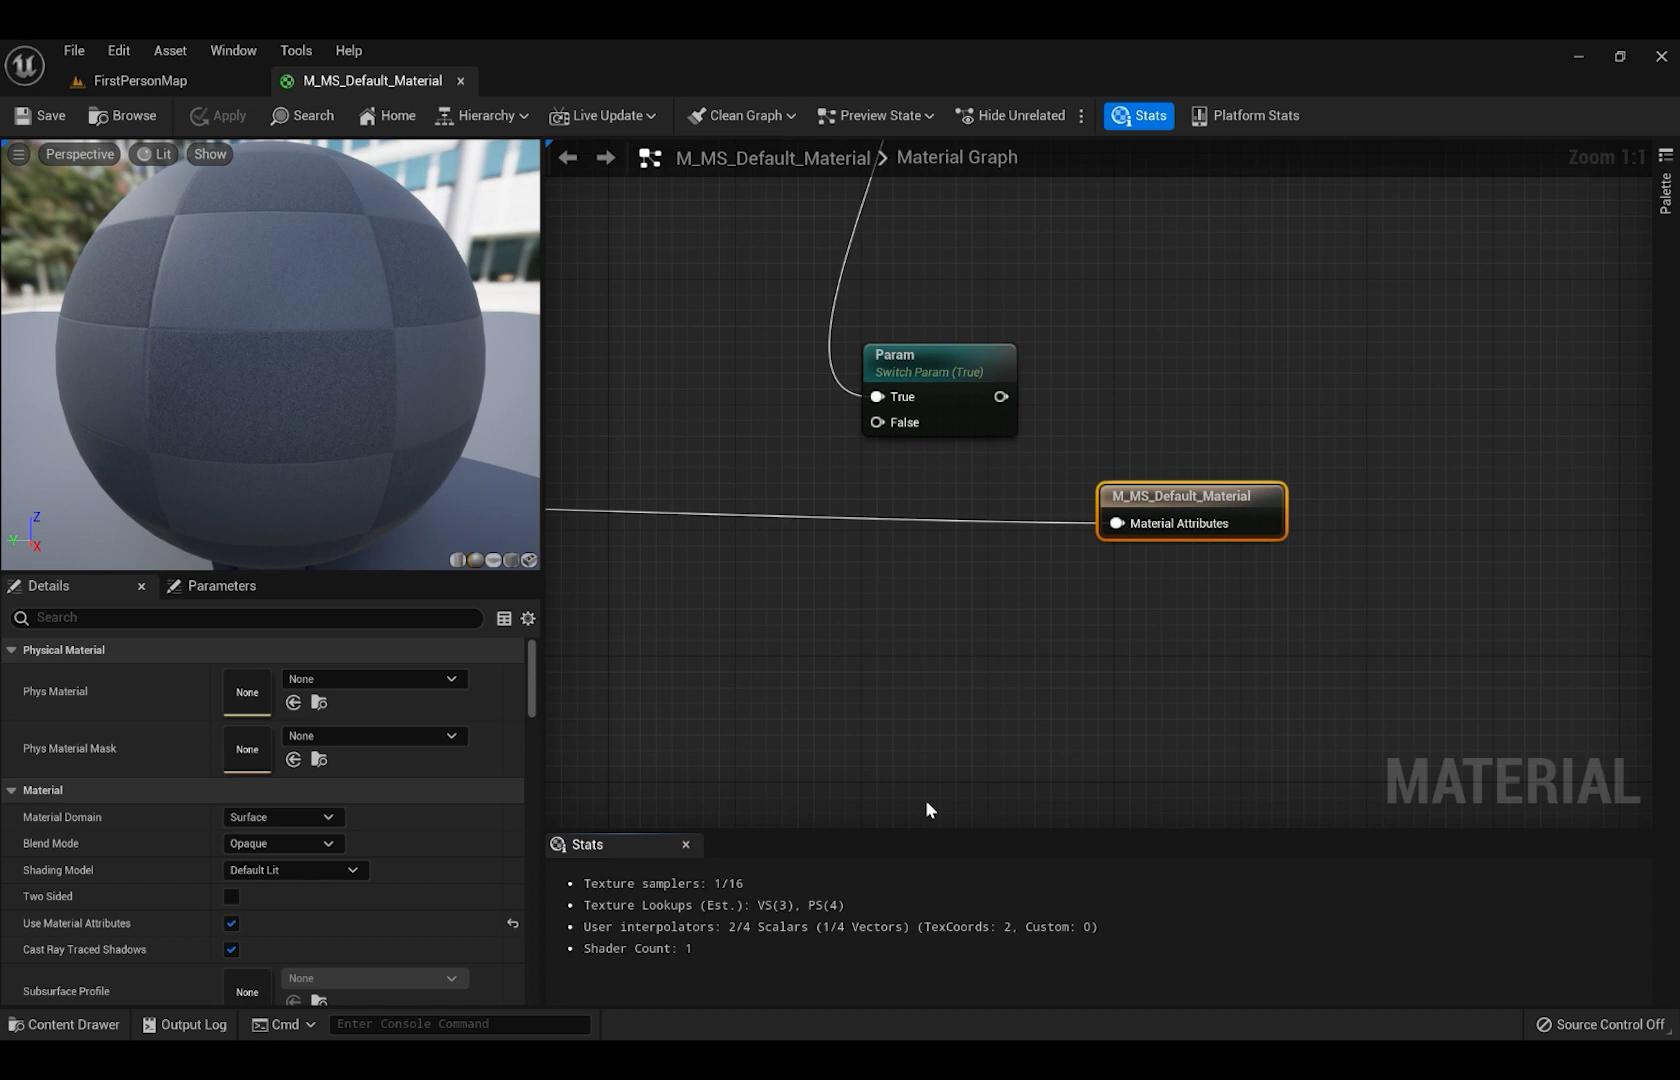 File Edit Asset Window Tools Help
FirstPersonMap M_MS_Default_Material
Save Browse Apply Search Home Hierarchy Live Update Clean Graph Preview State Hide Unrelated Stats Platform Stats
Perspective Lit Show
M_MS_Default_Material > Material Graph
Zoom 1:1
Palette
Param
Switch Param (True)
True
False
M_MS_Default_Material
Material Attributes
MATERIAL
Z
Y
X
Details Parameters
Search
Physical Material
Phys Material None None
Phys Material Mask None None
Material
Material Domain Surface
Blend Mode Opaque
Shading Model Default Lit
Two Sided
Use Material Attributes
Cast Ray Traced Shadows
Subsurface Profile None None
Stats
• Texture samplers: 1/16
• Texture Lookups (Est.): VS(3), PS(4)
• User interpolators: 2/4 Scalars (1/4 Vectors) (TexCoords: 2, Custom: 0)
• Shader Count: 1
Content Drawer Output Log Cmd Enter Console Command Source Control Off